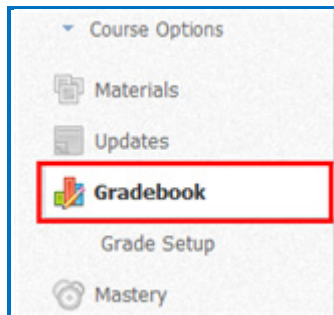 Course Options
Materials
Updates
Gradebook
Grade Setup
Mastery